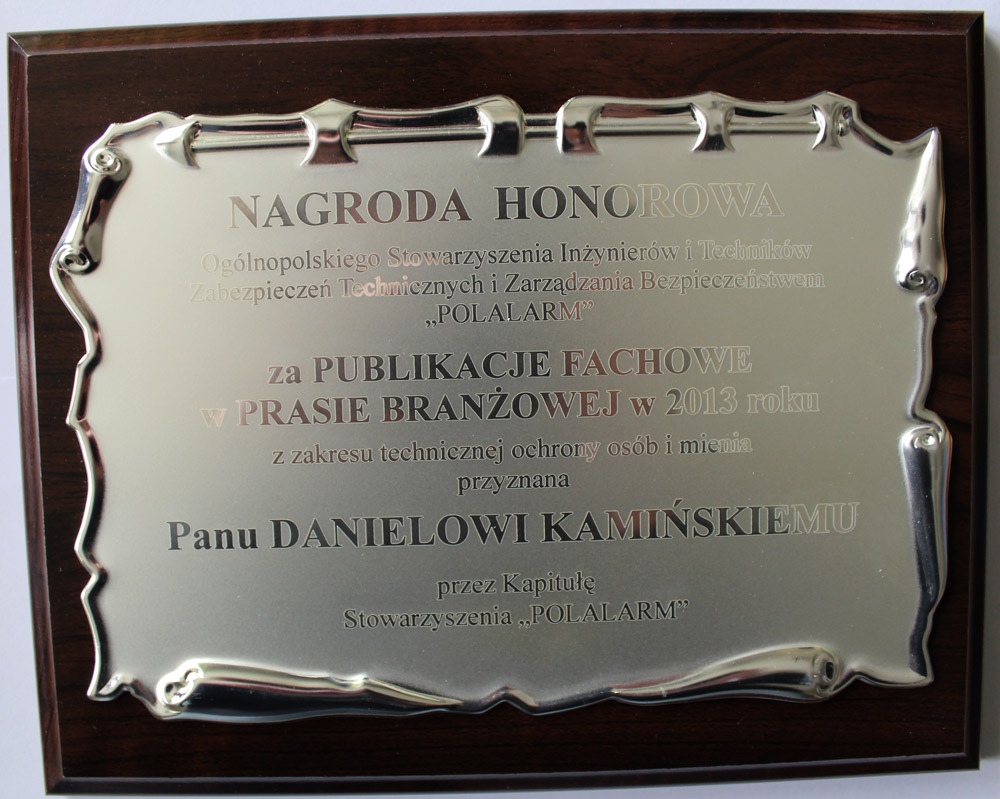 NAGRODA HONOROWA
Ogólnopolskiego Stowarzyszenia Inżynierów i Techników
Zabezpieczeń Technicznych i Zarządzania Bezpieczeństwem
„POLALARM”
za PUBLIKACJE FACHOWE
w PRASIE BRANŻOWEJ w 2013 roku
z zakresu technicznej ochrony osób i mienia
przyznana
Panu DANIELOWI KAMIŃSKIEMU
przez Kapitułę
Stowarzyszenia „POLALARM”